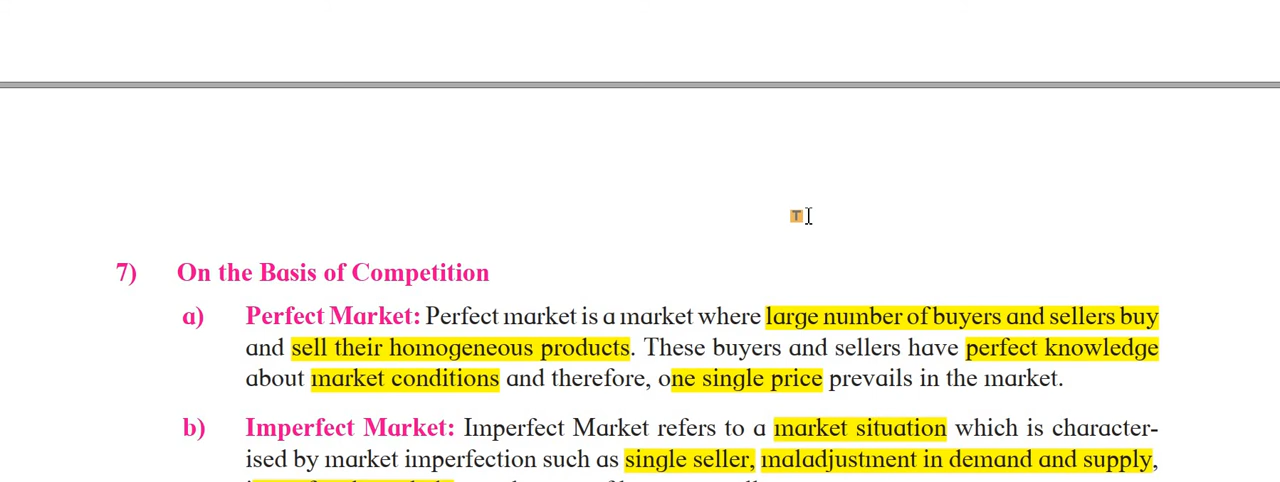 T
7) On the Basis of Competition
a) Perfect Market: Perfect market is a market where large number of buyers and sellers buy
and sell their homogeneous products. These buyers and sellers have perfect knowledge
about market conditions and therefore, one single price prevails in the market.
b) Imperfect Market: Imperfect Market refers to a market situation which is character-
ised by market imperfection such as single seller, maladjustment in demand and supply,